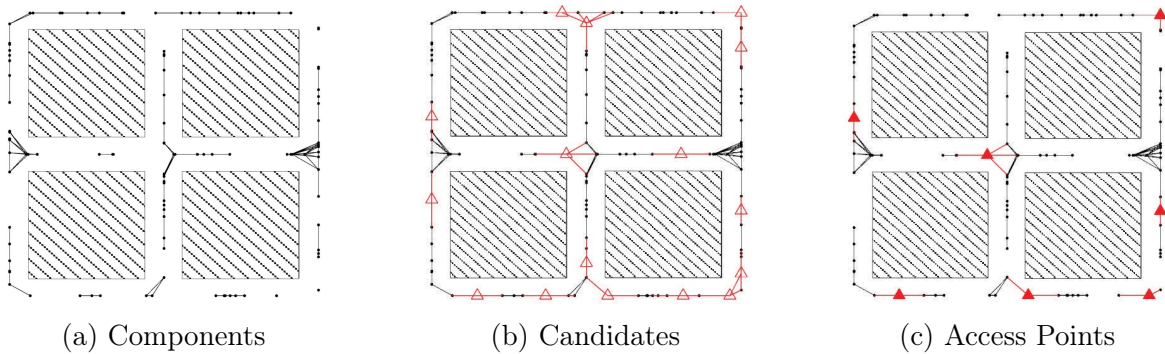 (a) Components
(b) Candidates
(c) Access Points